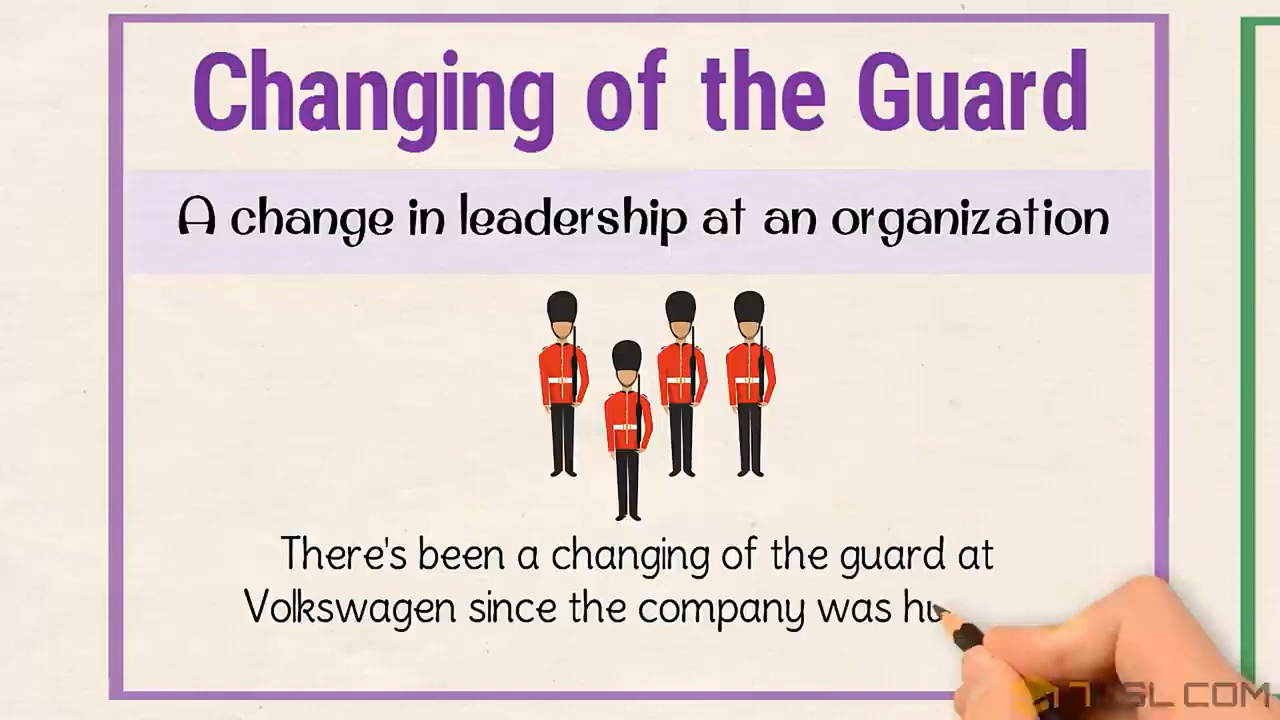 Changing of the Guard
A change in leadership at an organization
There's been a changing of the guard at
Volkswagen since the company was